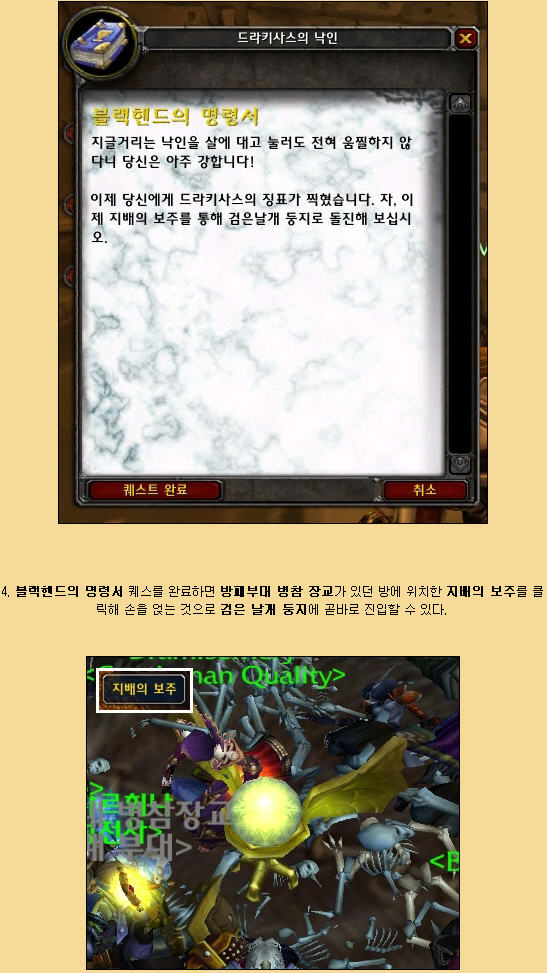 드라키사스의 낙인
블랙핸드의 명령서
지글거리는 낙인을 살에 대고 눌러도 전혀 움찔하지 않
다니 당신은 아주 강합니다!
이제 당신에게 드라키사스의 징표가 찍혔습니다. 자, 이
제 지배의 보주를 통해 검은날개 둥지로 돌진해 보십시
오.
퀘스트 완료
취소
4. 블랙핸드의 명령서 퀘스를 완료하면 방패부대 병참 장교가 있던 방에 위치한 지배의 보주를 클
릭해 손을 얹는 것으로 검은 날개 둥지에 곧바로 진입할 수 있다.
man Quality>
지배의 보주
병참장교
부대>
<B